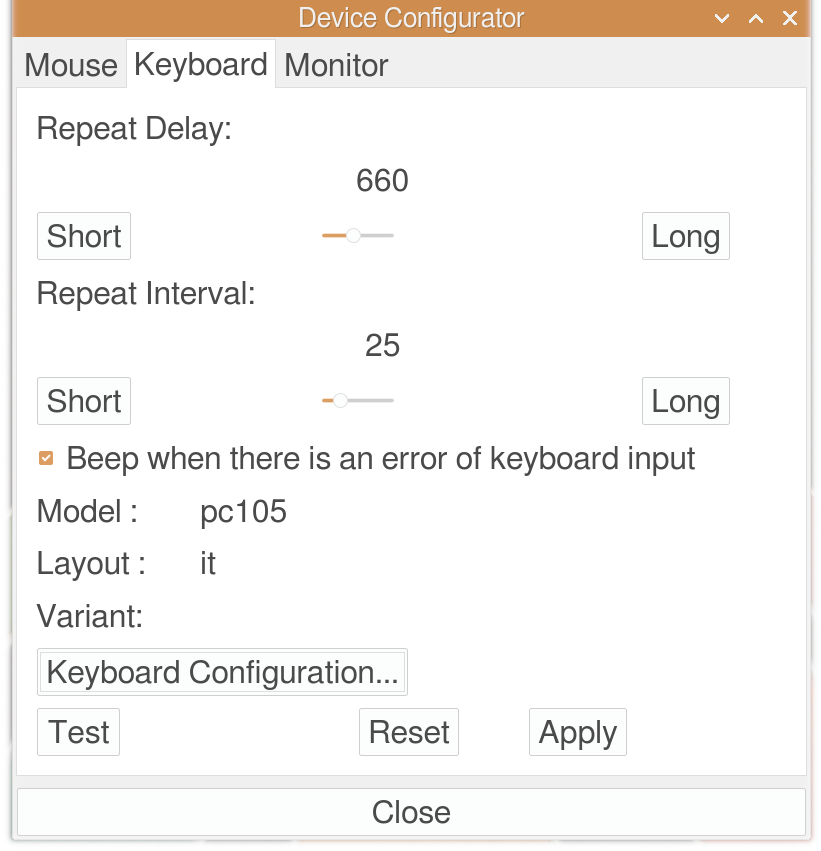 Device Configurator
Mouse Keyboard Monitor
Repeat Delay:
660
Short Long
Repeat Interval:
25
Short Long
Beep when there is an error of keyboard input
Model : pc105
Layout : it
Variant:
Keyboard Configuration...
Test Reset Apply
Close